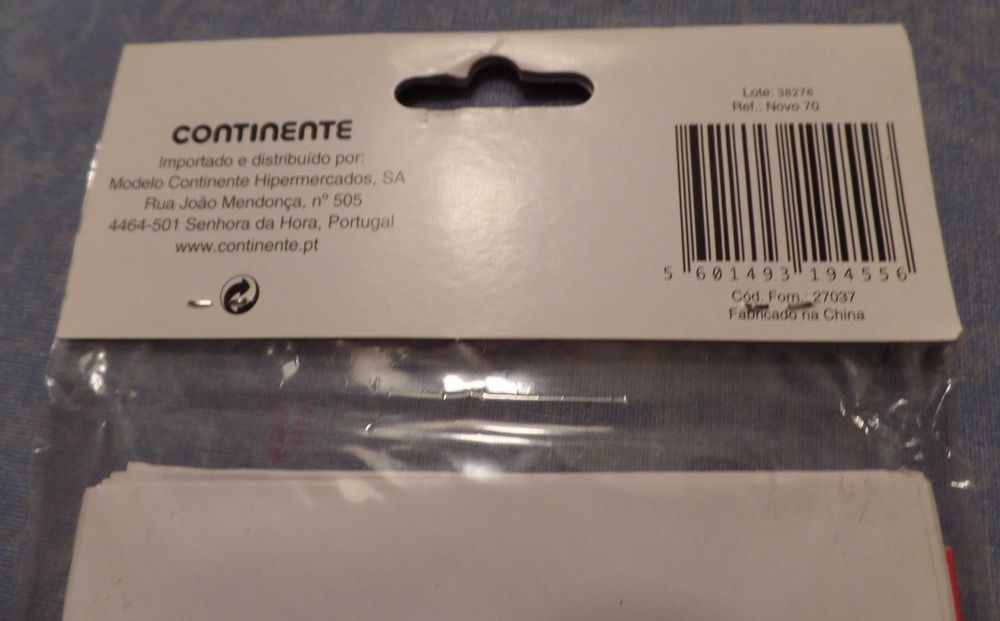 CONTINENTE
Importado e distribuído por:
Modelo Continente Hipermercados, SA
Rua João Mendonça, nº 505
4464-501 Senhora da Hora, Portugal
www.continente.pt
Lote: 38276
Ref.: Novo 70
5 601493 194556
Cód. Forn.: 27037
Fabricado na China